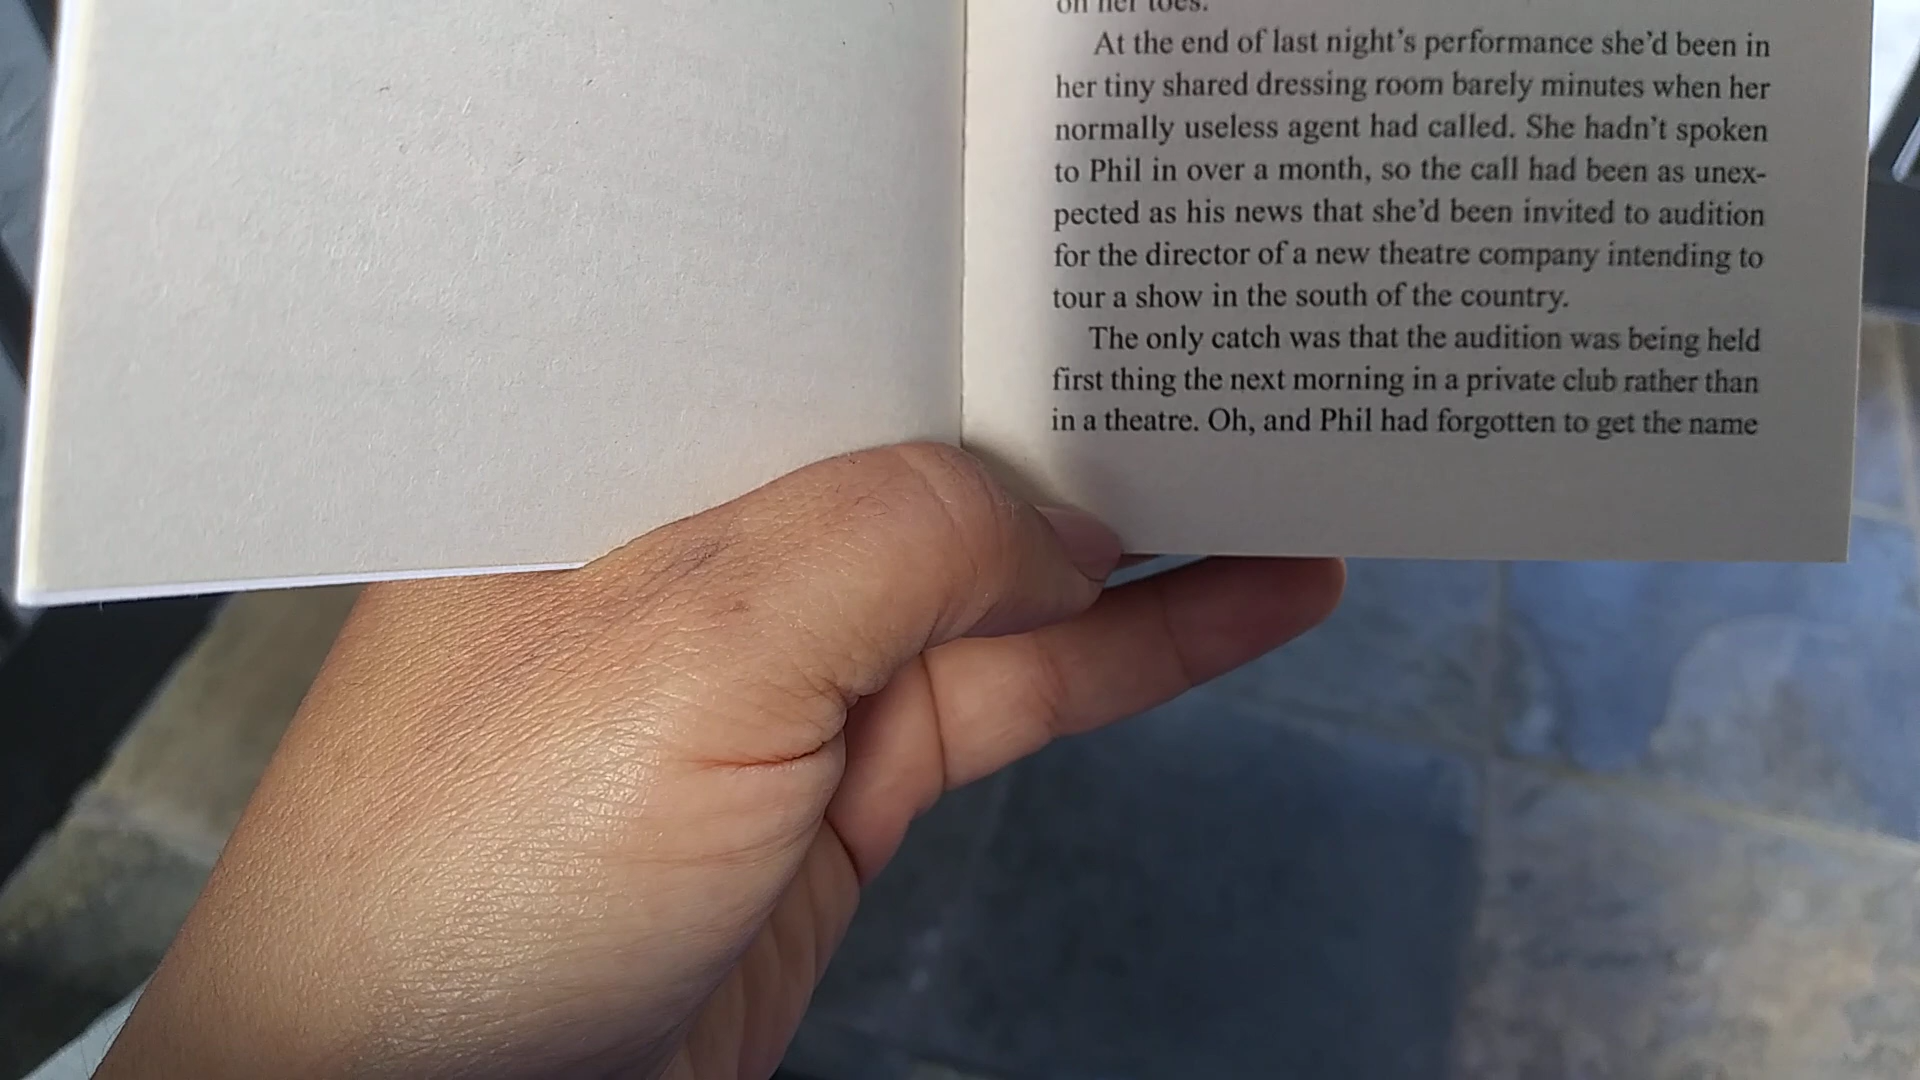 on her toes.
At the end of last night's performance she'd been in
her tiny shared dressing room barely minutes when her
normally useless agent had called. She hadn't spoken
to Phil in over a month, so the call had been as unex-
pected as his news that she'd been invited to audition
for the director of a new theatre company intending to
tour a show in the south of the country.
The only catch was that the audition was being held
first thing the next morning in a private club rather than
in a theatre. Oh, and Phil had forgotten to get the name